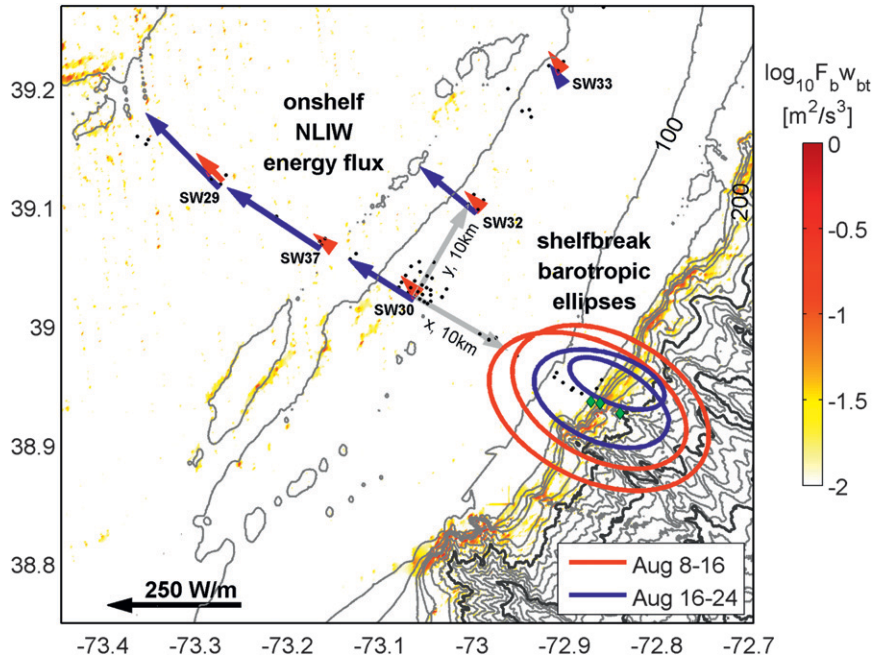 log₁₀F_b w_bt
[m²/s³]
39.2
39.1
39
38.9
38.8
onshelf
NLIW
energy flux
SW33
100
200
SW29
SW32
SW37
y, 10km
shelfbreak
barotropic
ellipses
SW30
x, 10km
0
-0.5
-1
-1.5
-2
250 W/m
Aug 8-16
Aug 16-24
-73.4
-73.3
-73.2
-73.1
-73
-72.9
-72.8
-72.7